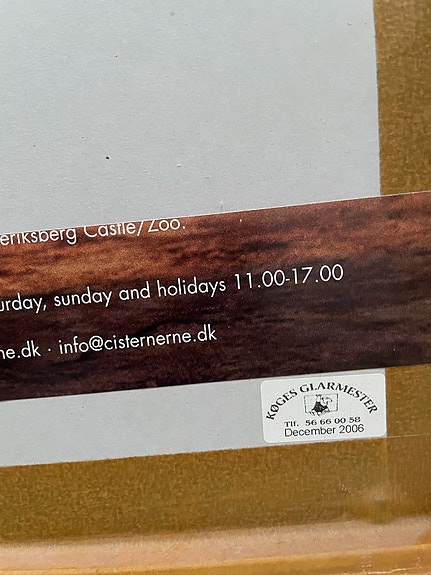 eriksberg Castle/Zoo.
urday, sunday and holidays 11.00-17.00
ne.dk · info@cisternerne.dk
KØGES GLARMESTER
Tlf. 56 66 00 58
December 2006